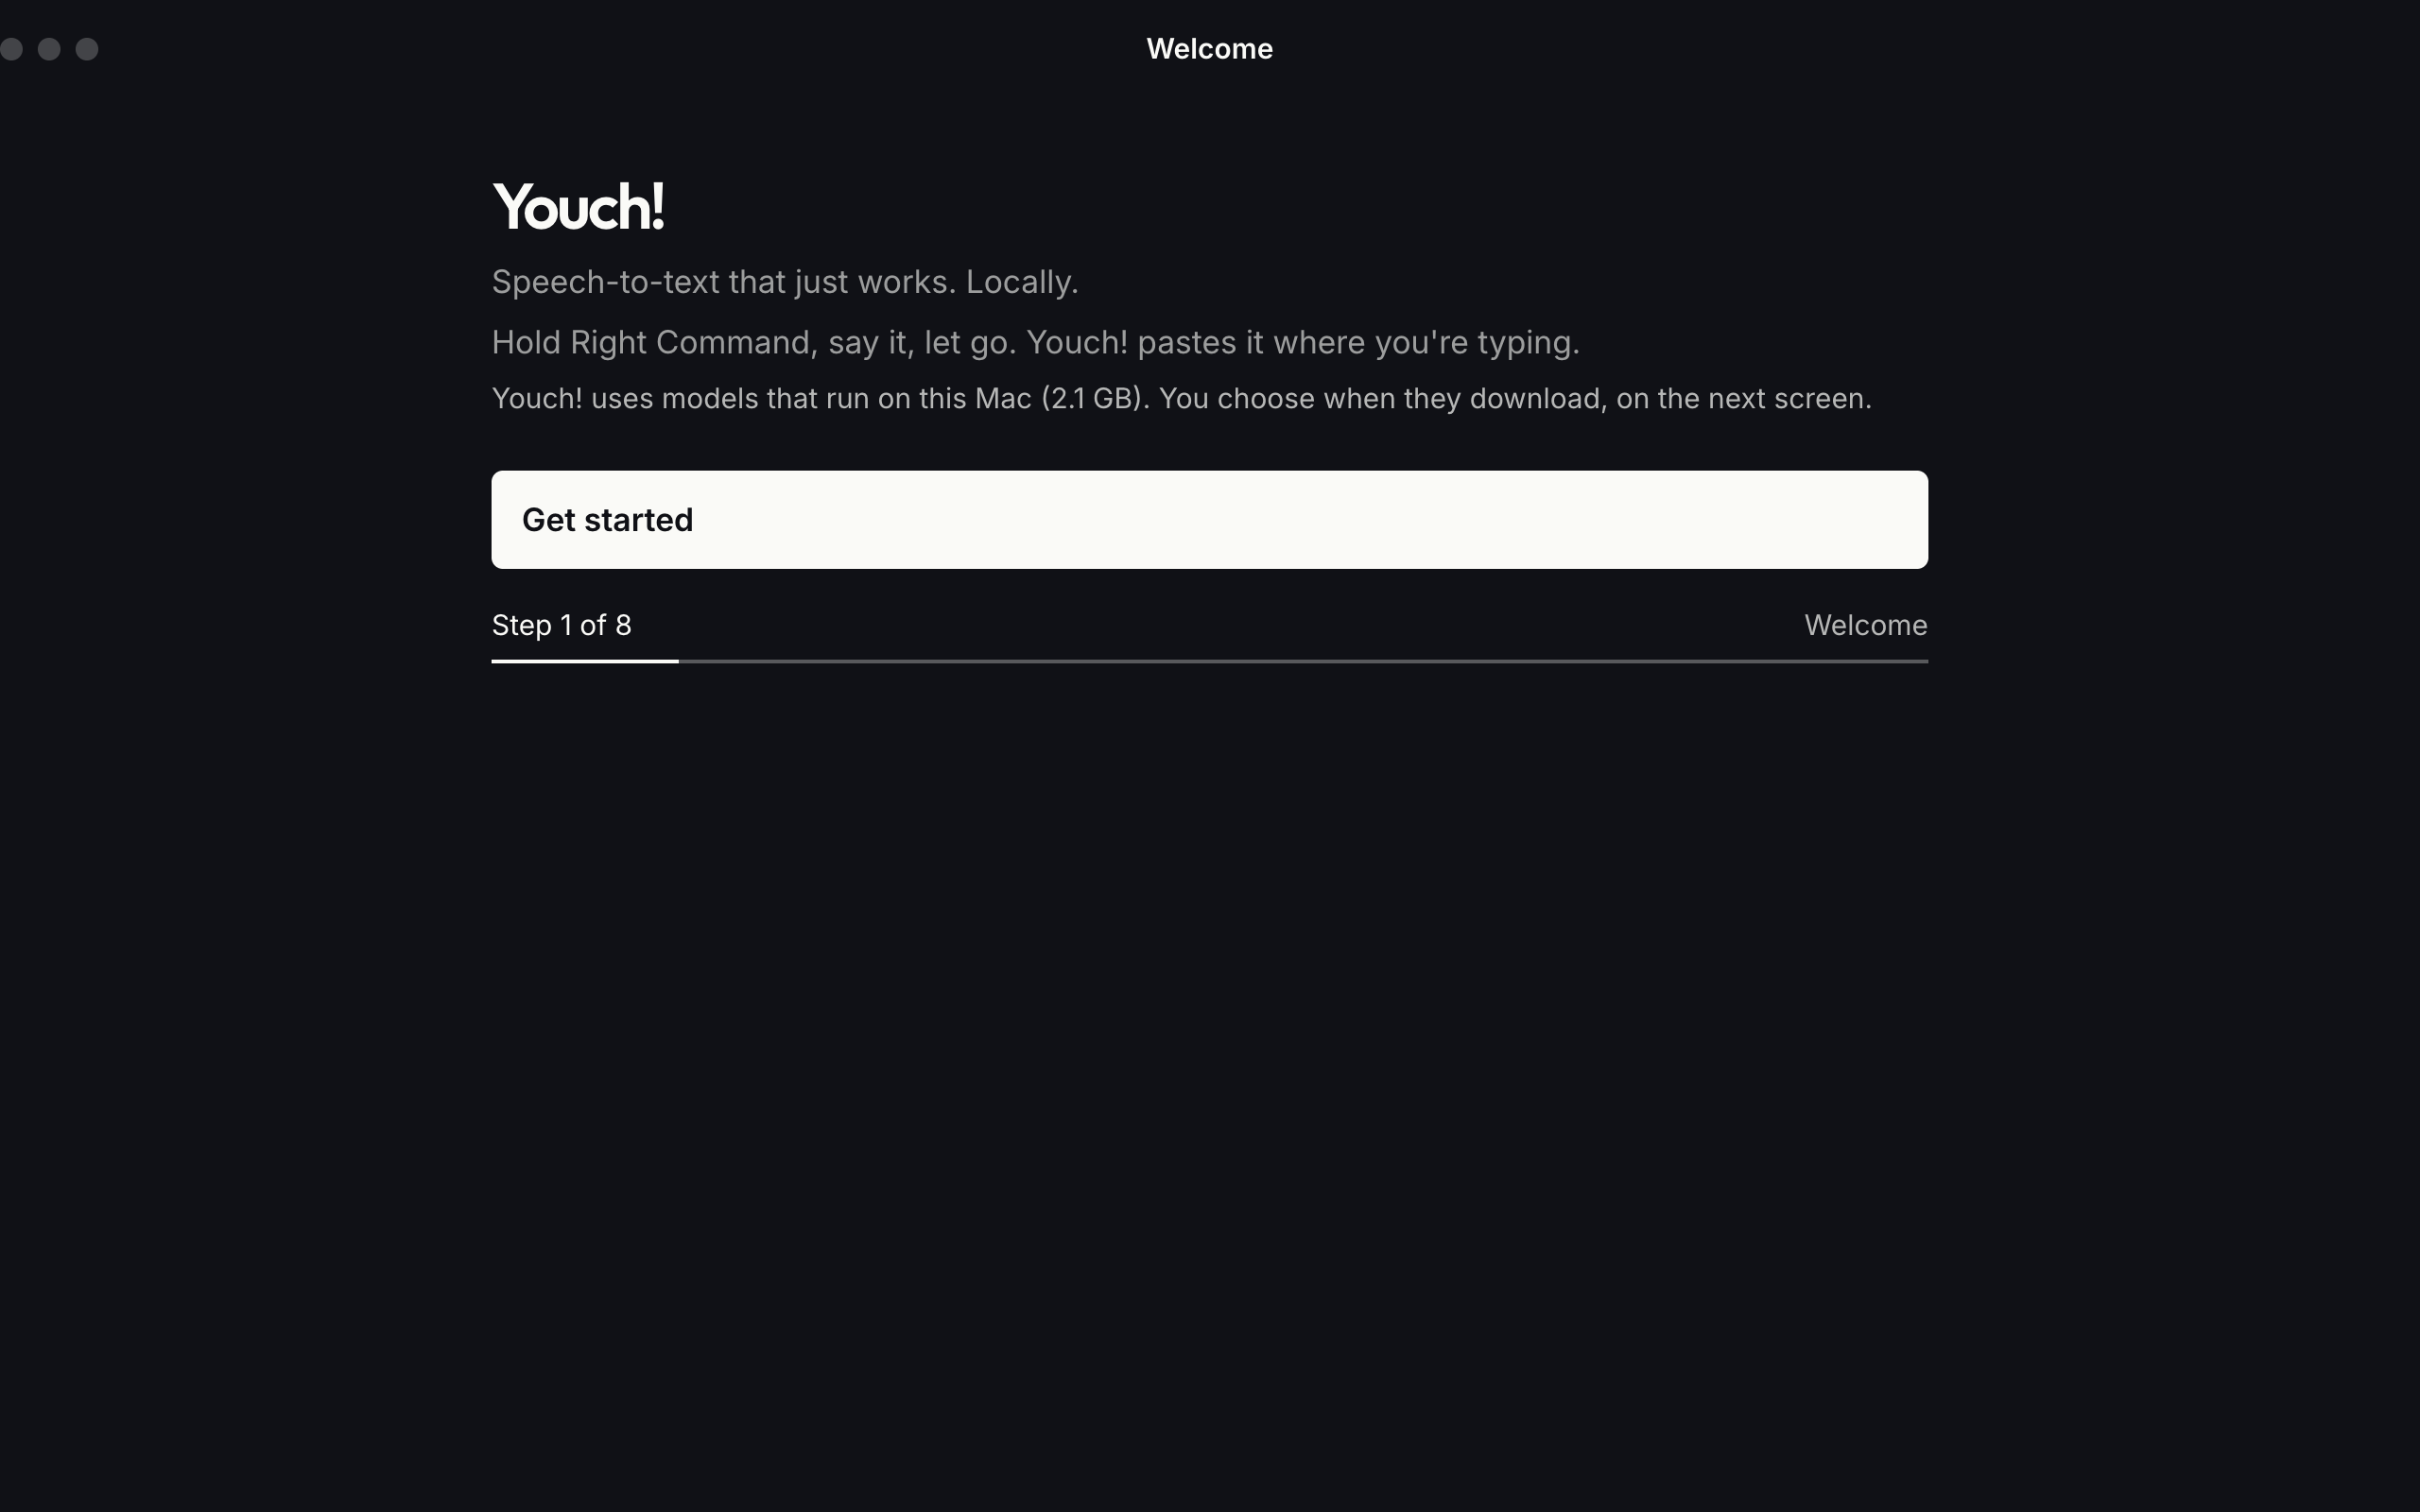 Welcome
Youch!
Speech-to-text that just works. Locally.
Hold Right Command, say it, let go. Youch! pastes it where you're typing.
Youch! uses models that run on this Mac (2.1 GB). You choose when they download, on the next screen.
Get started
Step 1 of 8
Welcome